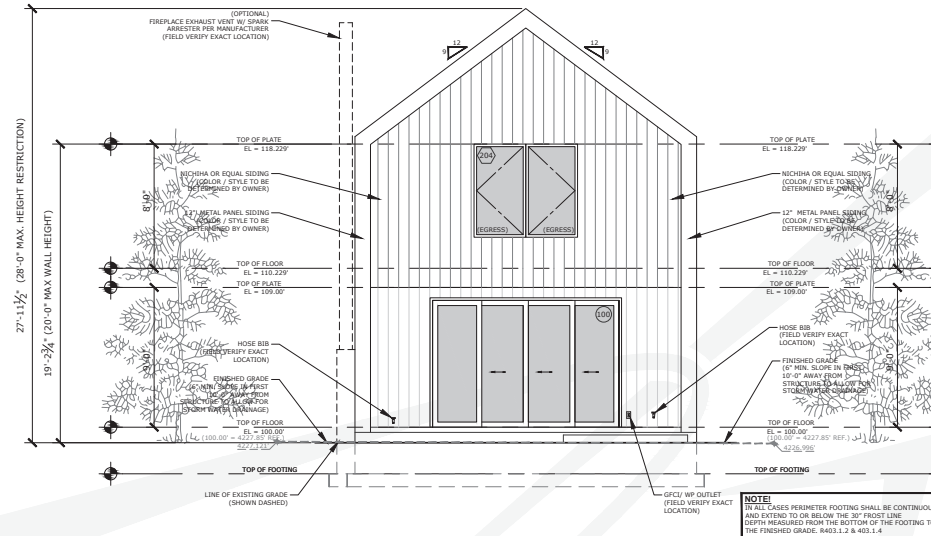 (OPTIONAL)
FIREPLACE EXHAUST VENT W/ SPARK
ARRESTER PER MANUFACTURER
(FIELD VERIFY EXACT LOCATION)
12
9
12
9
27'-11 1/2" (28'-0" MAX. HEIGHT RESTRICTION)
19'-2 3/4" (20'-0" MAX WALL HEIGHT)
TOP OF PLATE
EL = 118.229'
TOP OF PLATE
EL = 118.229'
204
(EGRESS)
(EGRESS)
NICHIHA OR EQUAL SIDING
(COLOR / STYLE TO BE
DETERMINED BY OWNER)
NICHIHA OR EQUAL SIDING
(COLOR / STYLE TO BE
DETERMINED BY OWNER)
8'-0"
8'-0"
12" METAL PANEL SIDING
(COLOR / STYLE TO BE
DETERMINED BY OWNER)
12" METAL PANEL SIDING
(COLOR / STYLE TO BE
DETERMINED BY OWNER)
TOP OF FLOOR
EL = 110.229'
TOP OF FLOOR
EL = 110.229'
TOP OF PLATE
EL = 109.00'
TOP OF PLATE
EL = 109.00'
100
9'-0"
9'-0"
HOSE BIB
(FIELD VERIFY EXACT
LOCATION)
HOSE BIB
(FIELD VERIFY EXACT
LOCATION)
FINISHED GRADE
(6" MIN. SLOPE IN FIRST
10'-0" AWAY FROM
STRUCTURE TO ALLOW FOR
STORM WATER DRAINAGE)
FINISHED GRADE
(6" MIN. SLOPE IN FIRST
10'-0" AWAY FROM
STRUCTURE TO ALLOW FOR
STORM WATER DRAINAGE)
TOP OF FLOOR
EL = 100.00'
(100.00' = 4227.85' REF.)
4227.121'
TOP OF FLOOR
EL = 100.00'
(100.00' = 4227.85' REF.)
4226.996'
TOP OF FOOTING
TOP OF FOOTING
LINE OF EXISTING GRADE
(SHOWN DASHED)
GFCI/ WP OUTLET
(FIELD VERIFY EXACT
LOCATION)
NOTE!
IN ALL CASES PERIMETER FOOTING SHALL BE CONTINUOU
AND EXTEND TO OR BELOW THE 30" FROST LINE
DEPTH MEASURED FROM THE BOTTOM OF THE FOOTING T
THE FINISHED GRADE. R403.1.2 & 403.1.4